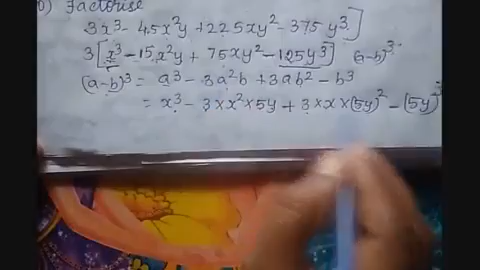 ) Factorise
3x³ - 45x²y + 225xy² - 375y³]
3[x³ - 15x²y + 75xy² - 125y³] (a-b)³
(a-b)³ = a³ - 3a²b + 3ab² - b³
= x³ - 3×x²×5y + 3×x×(5y)² - (5y)³